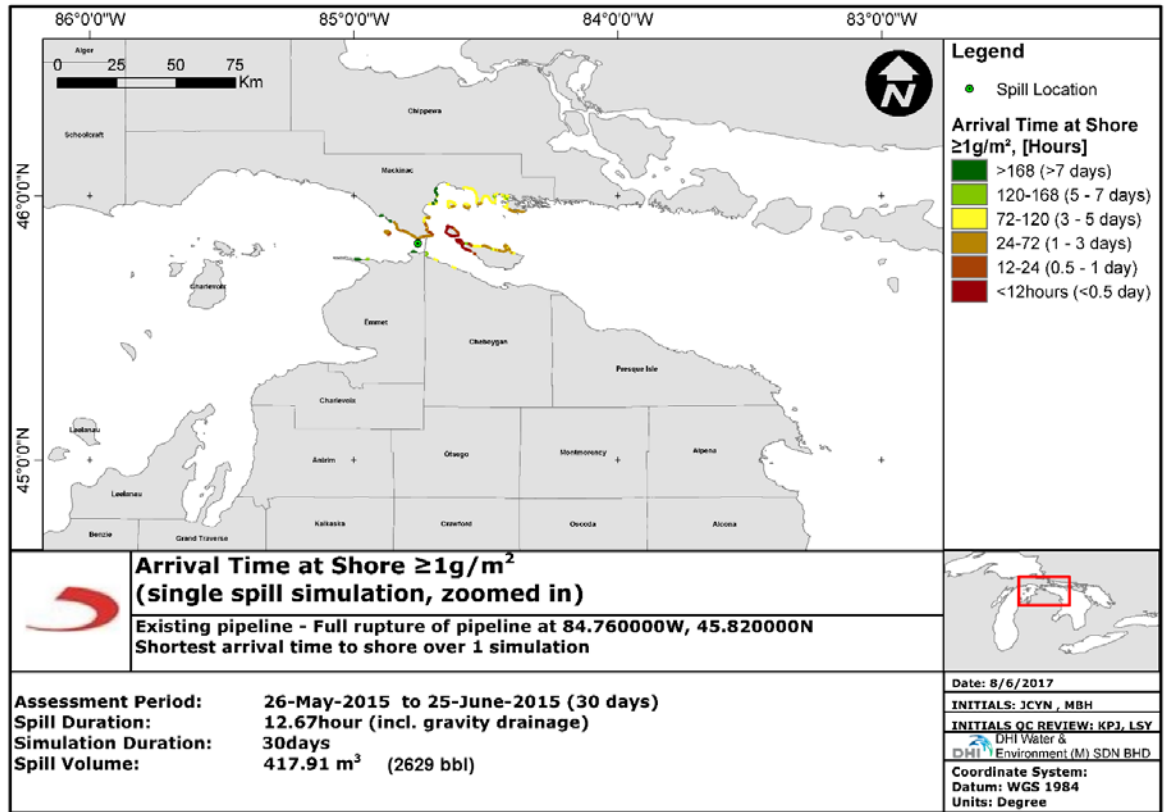 86°0'0"W 85°0'0"W 84°0'0"W 83°0'0"W
46°0'0"N
45°0'0"N
0 25 50 75
Km
N
Alger
Schoolcraft
Chippewa
Mackinac
Charlevoix
Emmet
Cheboygan
Presque Isle
Charlevoix
Leelanau
Antrim
Otsego
Montmorency
Alpena
Leelanau
Benzie
Grand Traverse
Kalkaska
Crawford
Oscoda
Alcona
Legend
Spill Location
Arrival Time at Shore
≥1g/m², [Hours]
>168 (>7 days)
120-168 (5 - 7 days)
72-120 (3 - 5 days)
24-72 (1 - 3 days)
12-24 (0.5 - 1 day)
<12hours (<0.5 day)
Arrival Time at Shore ≥1g/m²
(single spill simulation, zoomed in)
Existing pipeline - Full rupture of pipeline at 84.760000W, 45.820000N
Shortest arrival time to shore over 1 simulation
Assessment Period: 26-May-2015 to 25-June-2015 (30 days)
Spill Duration: 12.67hour (incl. gravity drainage)
Simulation Duration: 30days
Spill Volume: 417.91 m³ (2629 bbl)
Date: 8/6/2017
INITIALS: JCYN , MBH
INITIALS QC REVIEW: KPJ, LSY
DHI
DHI Water &
Environment (M) SDN BHD
Coordinate System:
Datum: WGS 1984
Units: Degree